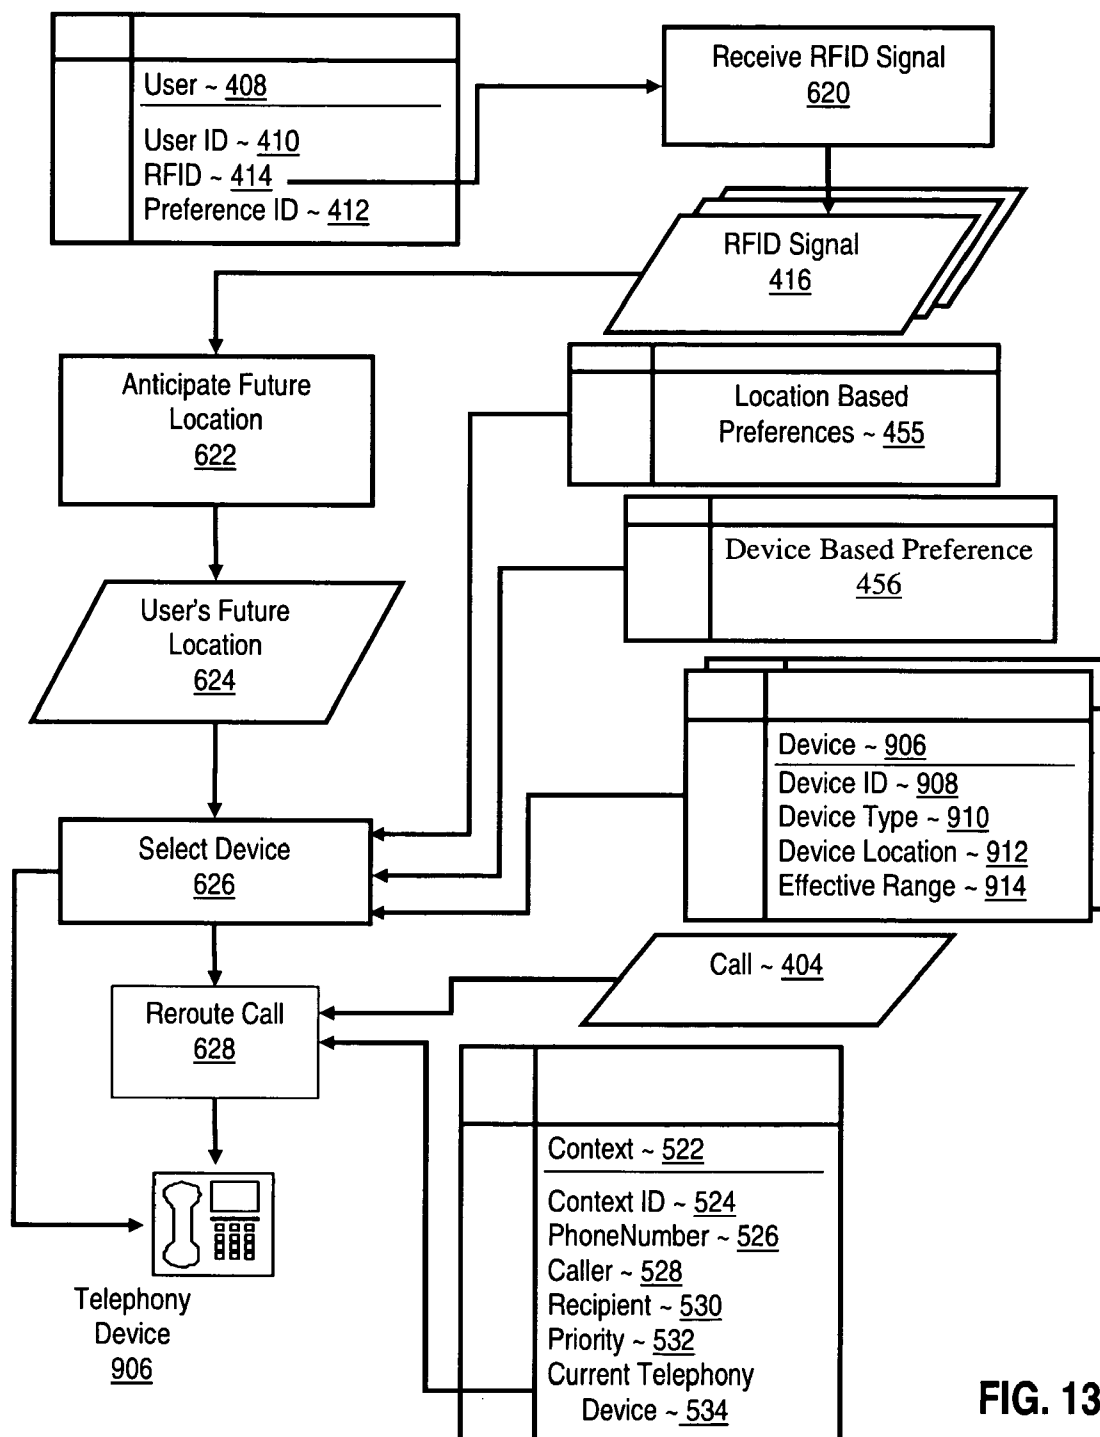 User ~ 408
User ID ~ 410
RFID ~ 414
Preference ID ~ 412
Receive RFID Signal
620
RFID Signal
416
Anticipate Future
Location
622
Location Based
Preferences ~ 455
Device Based Preference
456
User's Future
Location
624
Device ~ 906
Device ID ~ 908
Device Type ~ 910
Device Location ~ 912
Effective Range ~ 914
Select Device
626
Call ~ 404
Reroute Call
628
Context ~ 522
Context ID ~ 524
PhoneNumber ~ 526
Caller ~ 528
Recipient ~ 530
Priority ~ 532
Current Telephony
Device ~ 534
Telephony
Device
906
FIG. 13